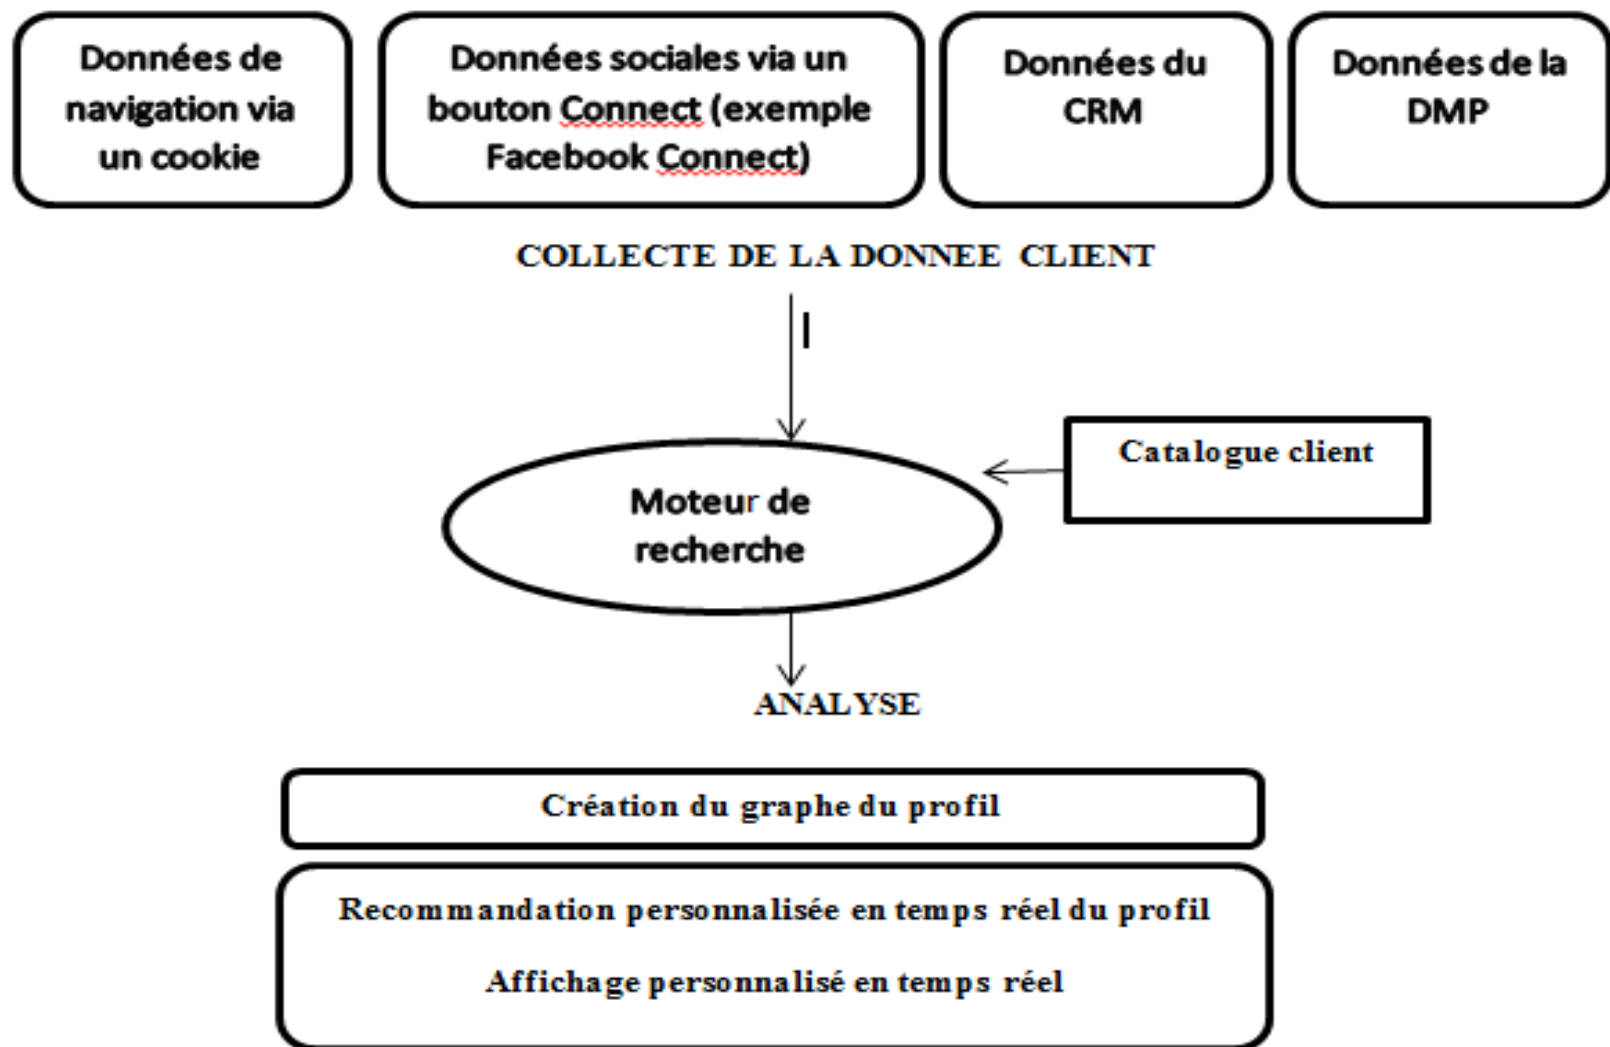 Données de
navigation via
un cookie
Données sociales via un
bouton Connect (exemple
Facebook Connect)
Données du
CRM
Données de la
DMP
COLLECTE DE LA DONNEE CLIENT
Catalogue client
Moteur de
recherche
ANALYSE
Création du graphe du profil
Recommandation personnalisée en temps réel du profil
Affichage personnalisé en temps réel